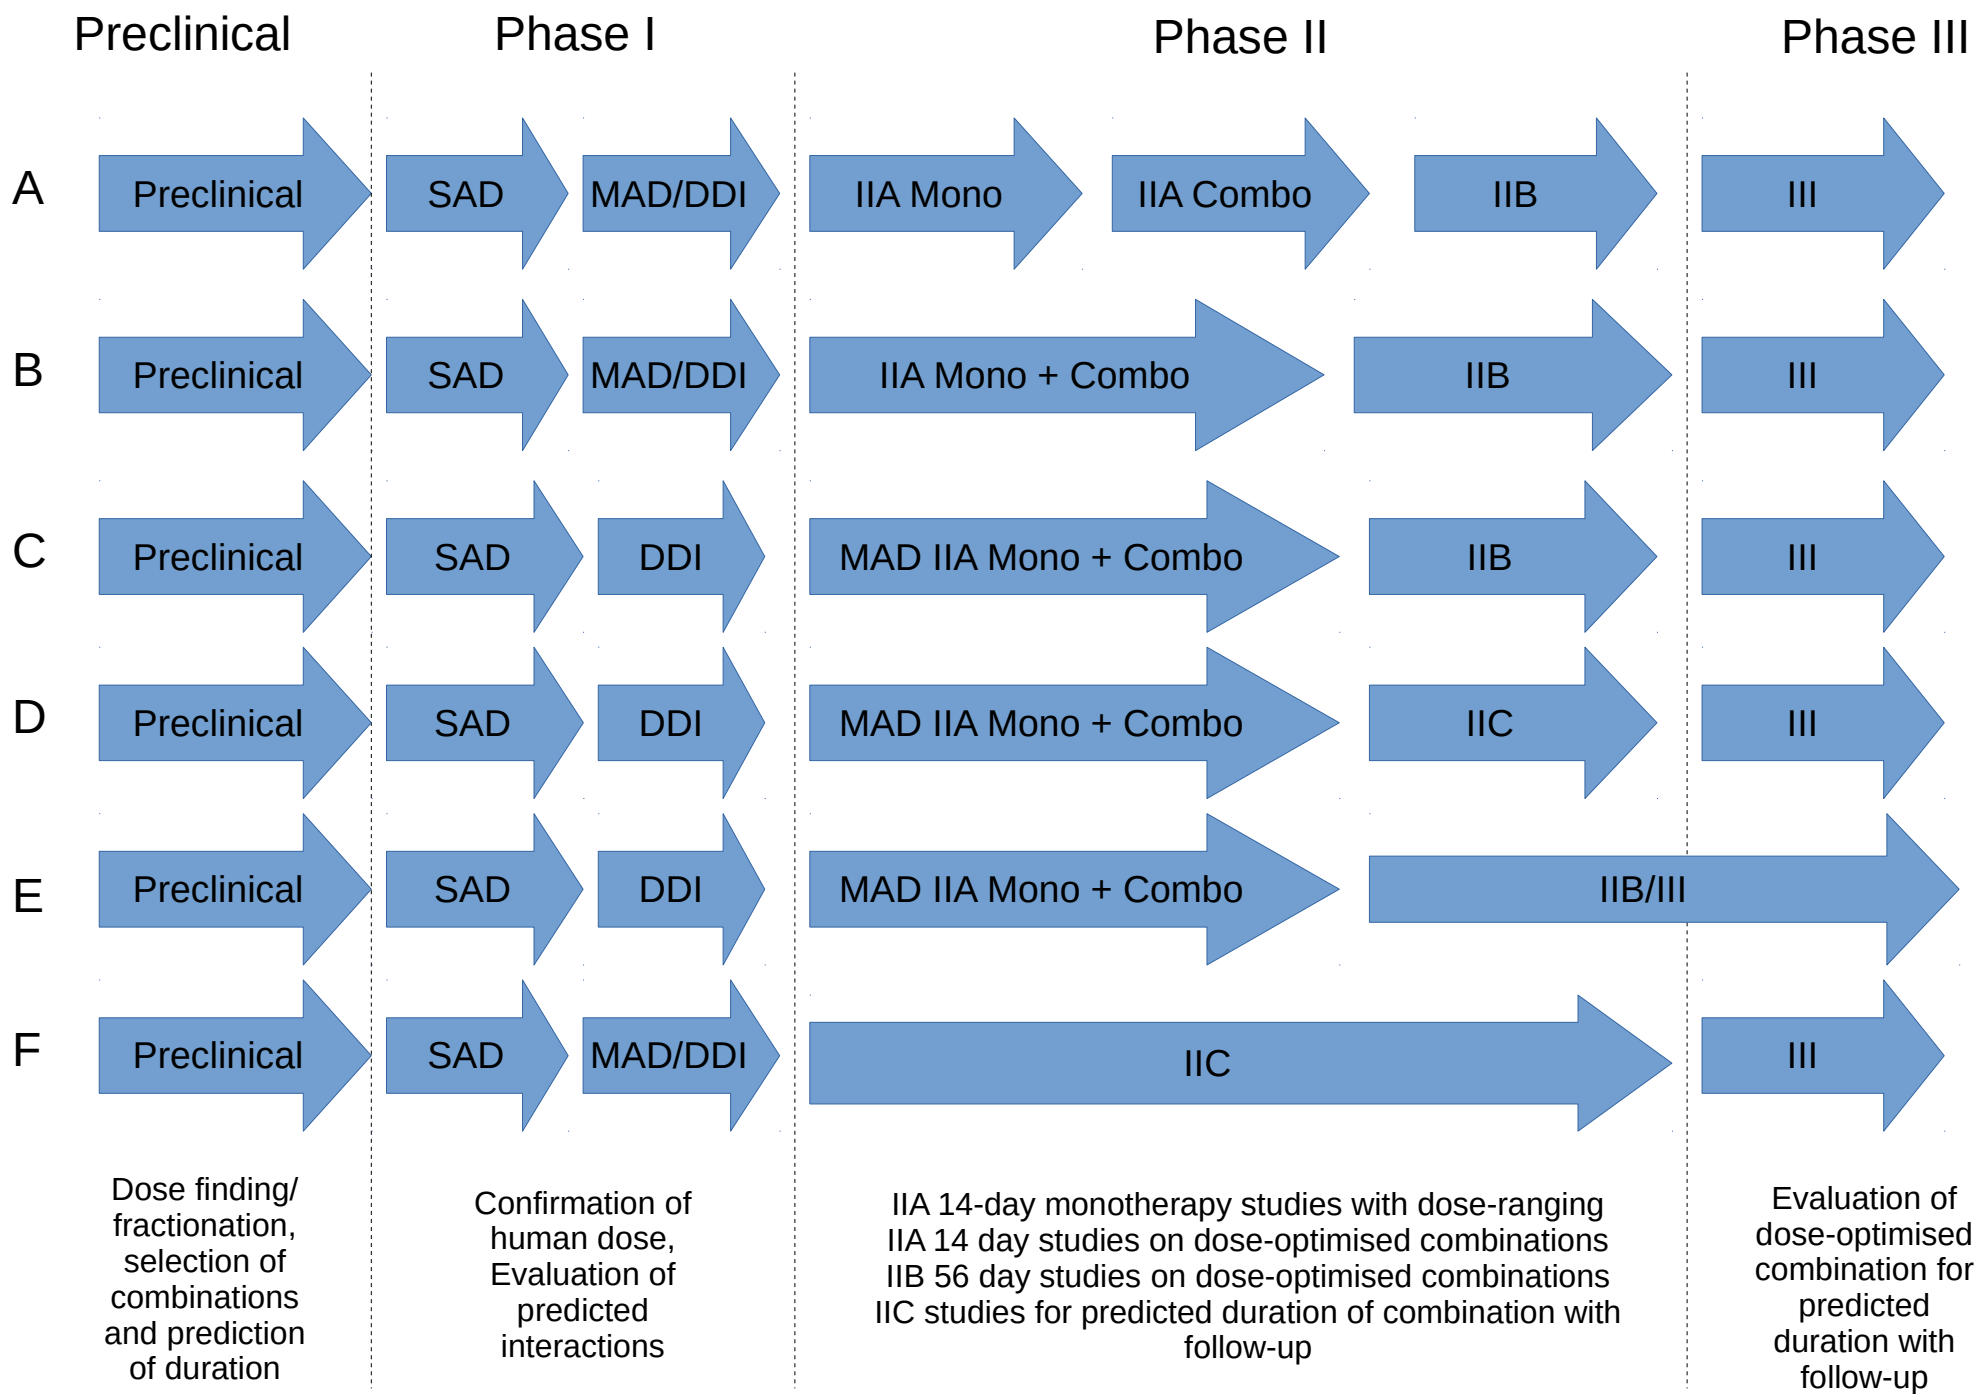 Preclinical Phase I Phase II Phase III
A Preclinical SAD MAD/DDI IIA Mono IIA Combo IIB III
B Preclinical SAD MAD/DDI IIA Mono + Combo IIB III
C Preclinical SAD DDI MAD IIA Mono + Combo IIB III
D Preclinical SAD DDI MAD IIA Mono + Combo IIC III
E Preclinical SAD DDI MAD IIA Mono + Combo IIB/III
F Preclinical SAD MAD/DDI IIC III
Dose finding/
fractionation,
selection of
combinations
and prediction
of duration
Confirmation of
human dose,
Evaluation of
predicted
interactions
IIA 14-day monotherapy studies with dose-ranging
IIA 14 day studies on dose-optimised combinations
IIB 56 day studies on dose-optimised combinations
IIC studies for predicted duration of combination with
follow-up
Evaluation of
dose-optimised
combination for
predicted
duration with
follow-up